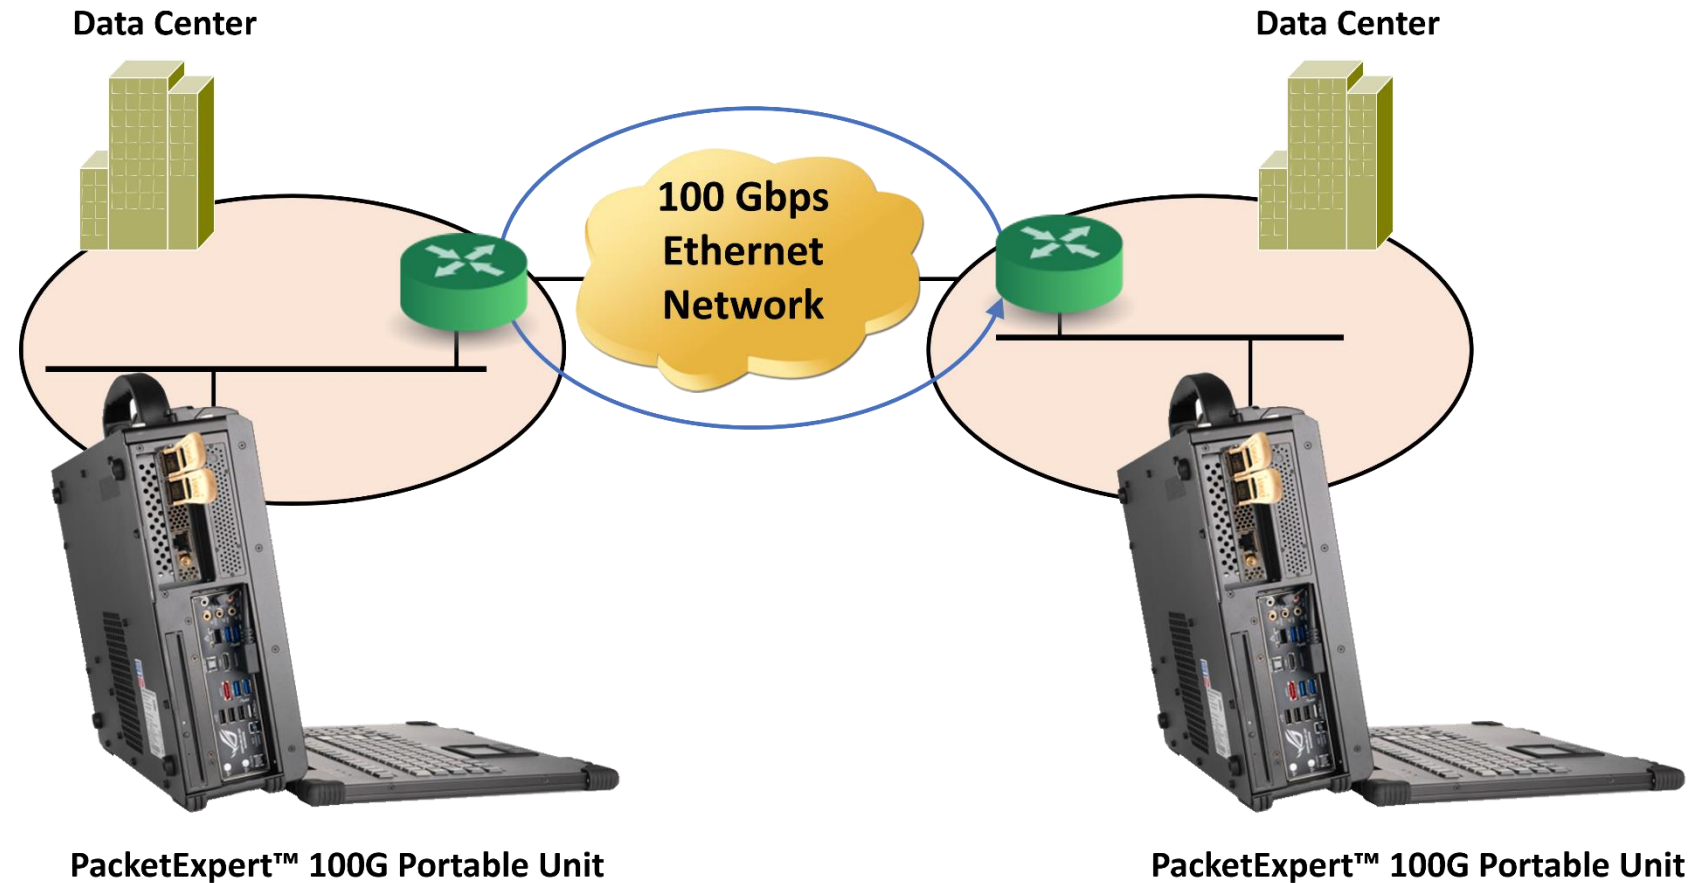 Data Center
Data Center
100 Gbps
Ethernet
Network
PacketExpert™ 100G Portable Unit
PacketExpert™ 100G Portable Unit